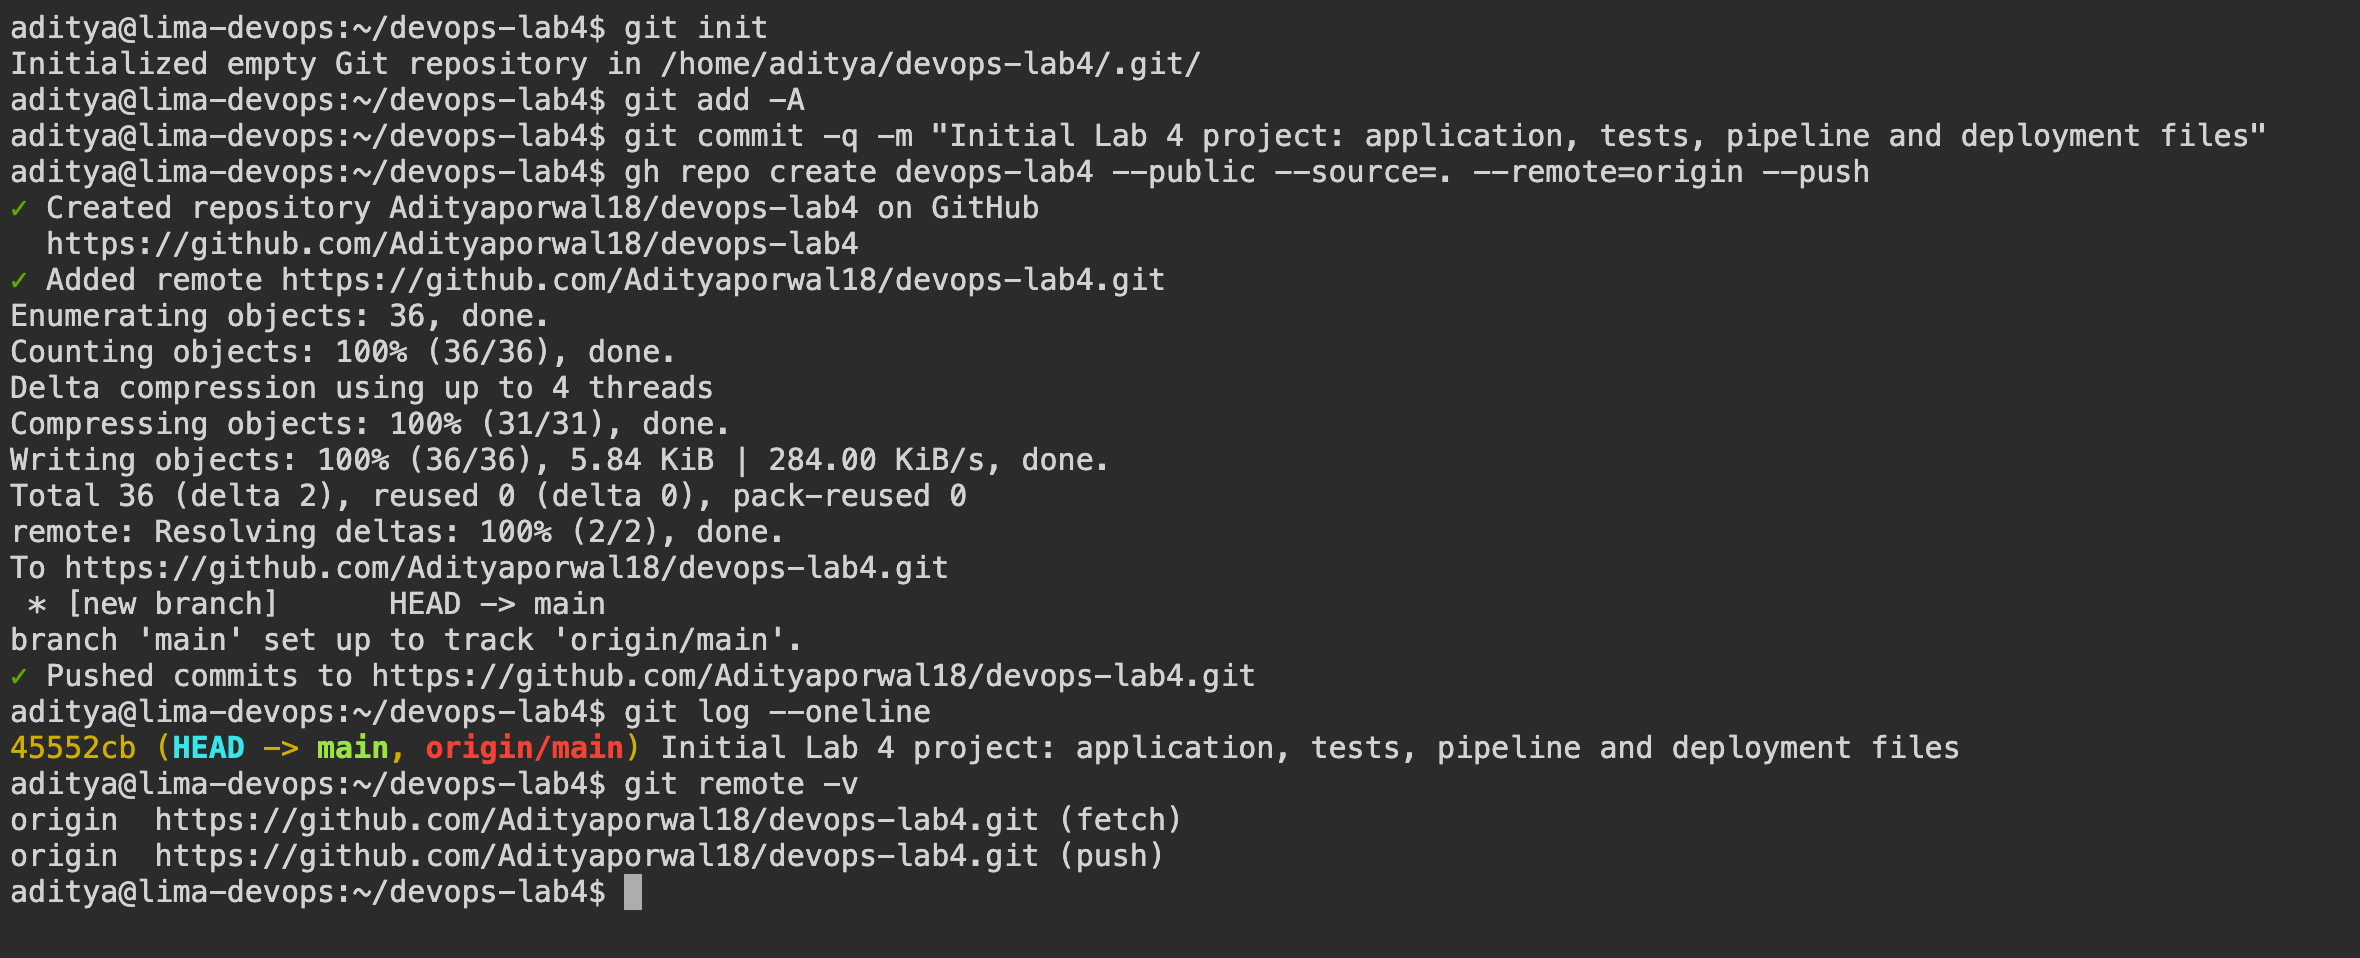 aditya@lima-devops:~/devops-lab4$ git init
Initialized empty Git repository in /home/aditya/devops-lab4/.git/
aditya@lima-devops:~/devops-lab4$ git add -A
aditya@lima-devops:~/devops-lab4$ git commit -q -m "Initial Lab 4 project: application, tests, pipeline and deployment files"
aditya@lima-devops:~/devops-lab4$ gh repo create devops-lab4 --public --source=. --remote=origin --push
✓ Created repository Adityaporwal18/devops-lab4 on GitHub
  https://github.com/Adityaporwal18/devops-lab4
✓ Added remote https://github.com/Adityaporwal18/devops-lab4.git
Enumerating objects: 36, done.
Counting objects: 100% (36/36), done.
Delta compression using up to 4 threads
Compressing objects: 100% (31/31), done.
Writing objects: 100% (36/36), 5.84 KiB | 284.00 KiB/s, done.
Total 36 (delta 2), reused 0 (delta 0), pack-reused 0
remote: Resolving deltas: 100% (2/2), done.
To https://github.com/Adityaporwal18/devops-lab4.git
 * [new branch]      HEAD -> main
branch 'main' set up to track 'origin/main'.
✓ Pushed commits to https://github.com/Adityaporwal18/devops-lab4.git
aditya@lima-devops:~/devops-lab4$ git log --oneline
45552cb (HEAD -> main, origin/main) Initial Lab 4 project: application, tests, pipeline and deployment files
aditya@lima-devops:~/devops-lab4$ git remote -v
origin  https://github.com/Adityaporwal18/devops-lab4.git (fetch)
origin  https://github.com/Adityaporwal18/devops-lab4.git (push)
aditya@lima-devops:~/devops-lab4$